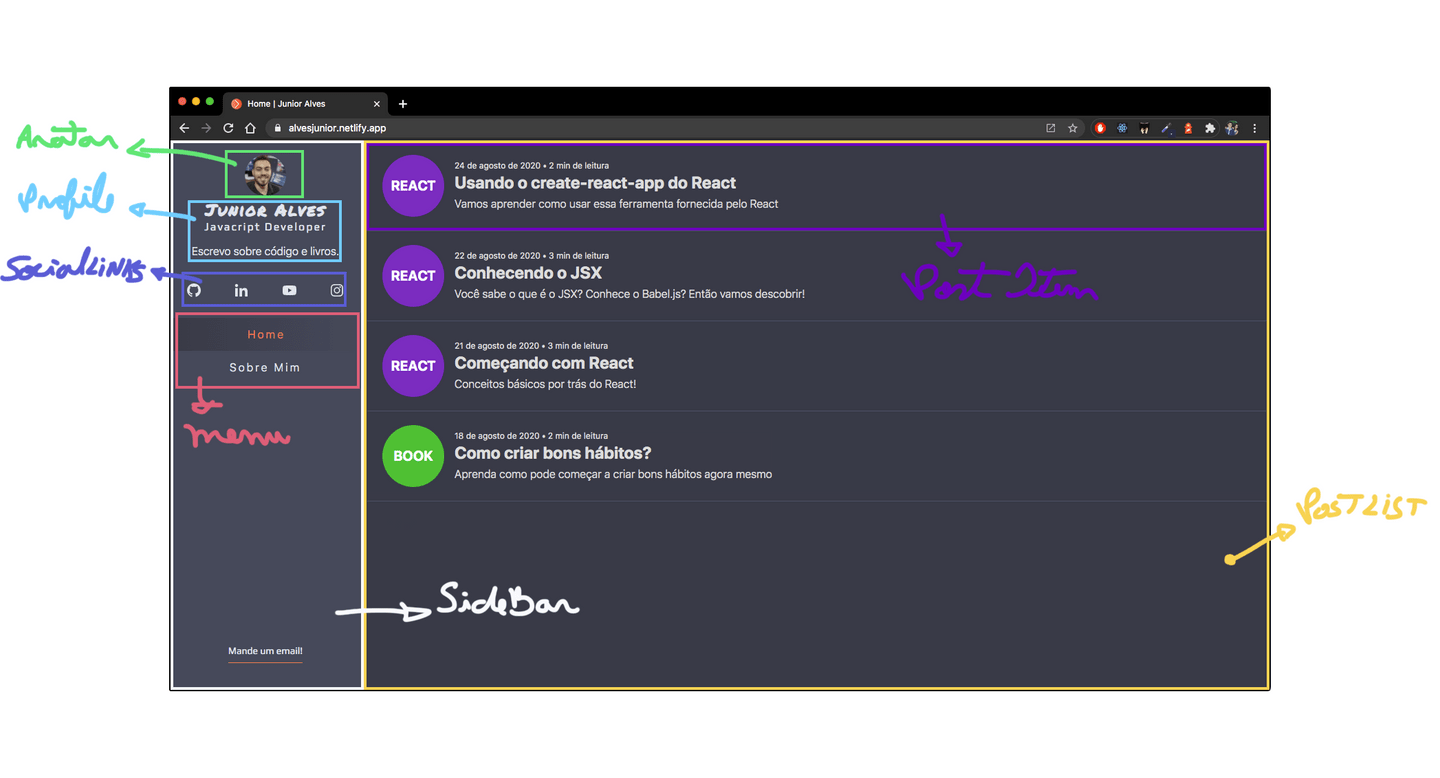 Home | Junior Alves
alvesjunior.netlify.app
Avatar
Profile
SocialLinks
JUNIOR ALVES
Javacript Developer
Escrevo sobre código e livros.
in
Home
Sobre Mim
menu
Mande um email!
SideBar
REACT
24 de agosto de 2020 • 2 min de leitura
Usando o create-react-app do React
Vamos aprender como usar essa ferramenta fornecida pelo React
Post Item
REACT
22 de agosto de 2020 • 3 min de leitura
Conhecendo o JSX
Você sabe o que é o JSX? Conhece o Babel.js? Então vamos descobrir!
REACT
21 de agosto de 2020 • 3 min de leitura
Começando com React
Conceitos básicos por trás do React!
BOOK
18 de agosto de 2020 • 2 min de leitura
Como criar bons hábitos?
Aprenda como pode começar a criar bons hábitos agora mesmo
PostList